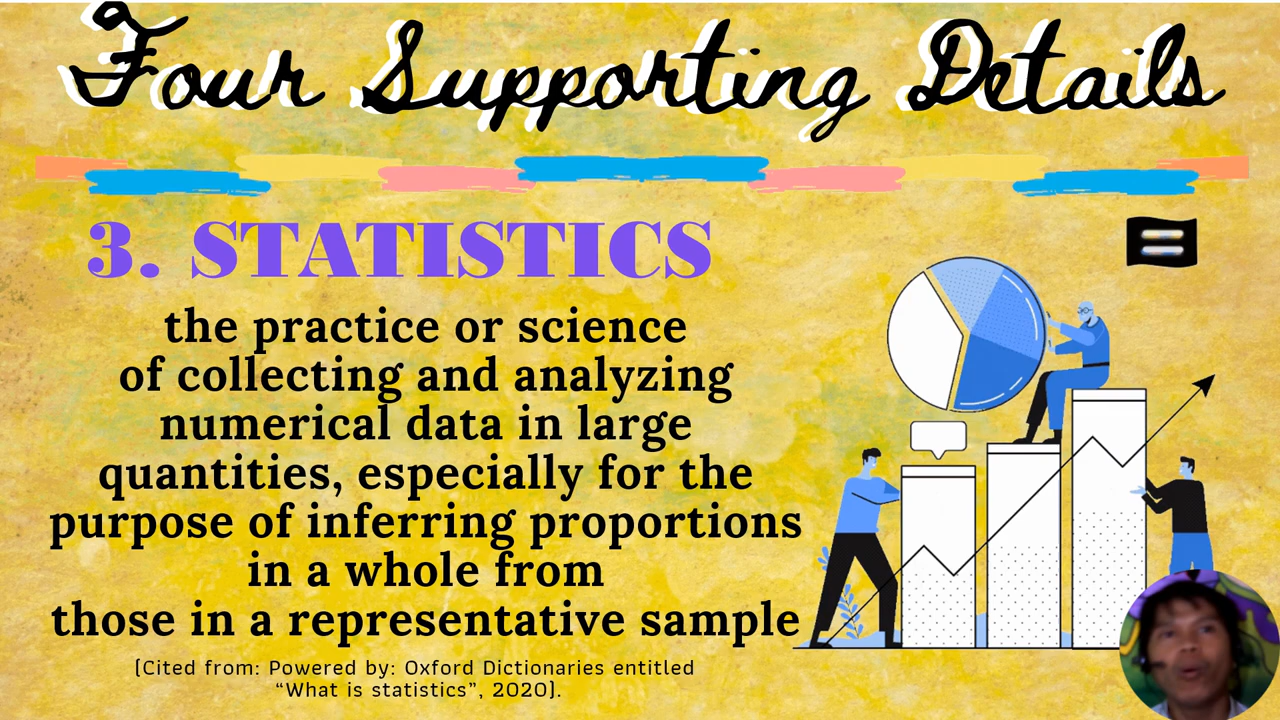 Four Supporting Details
3. STATISTICS
the practice or science
of collecting and analyzing
numerical data in large
quantities, especially for the
purpose of inferring proportions
in a whole from
those in a representative sample
(Cited from: Powered by: Oxford Dictionaries entitled
“What is statistics”, 2020).